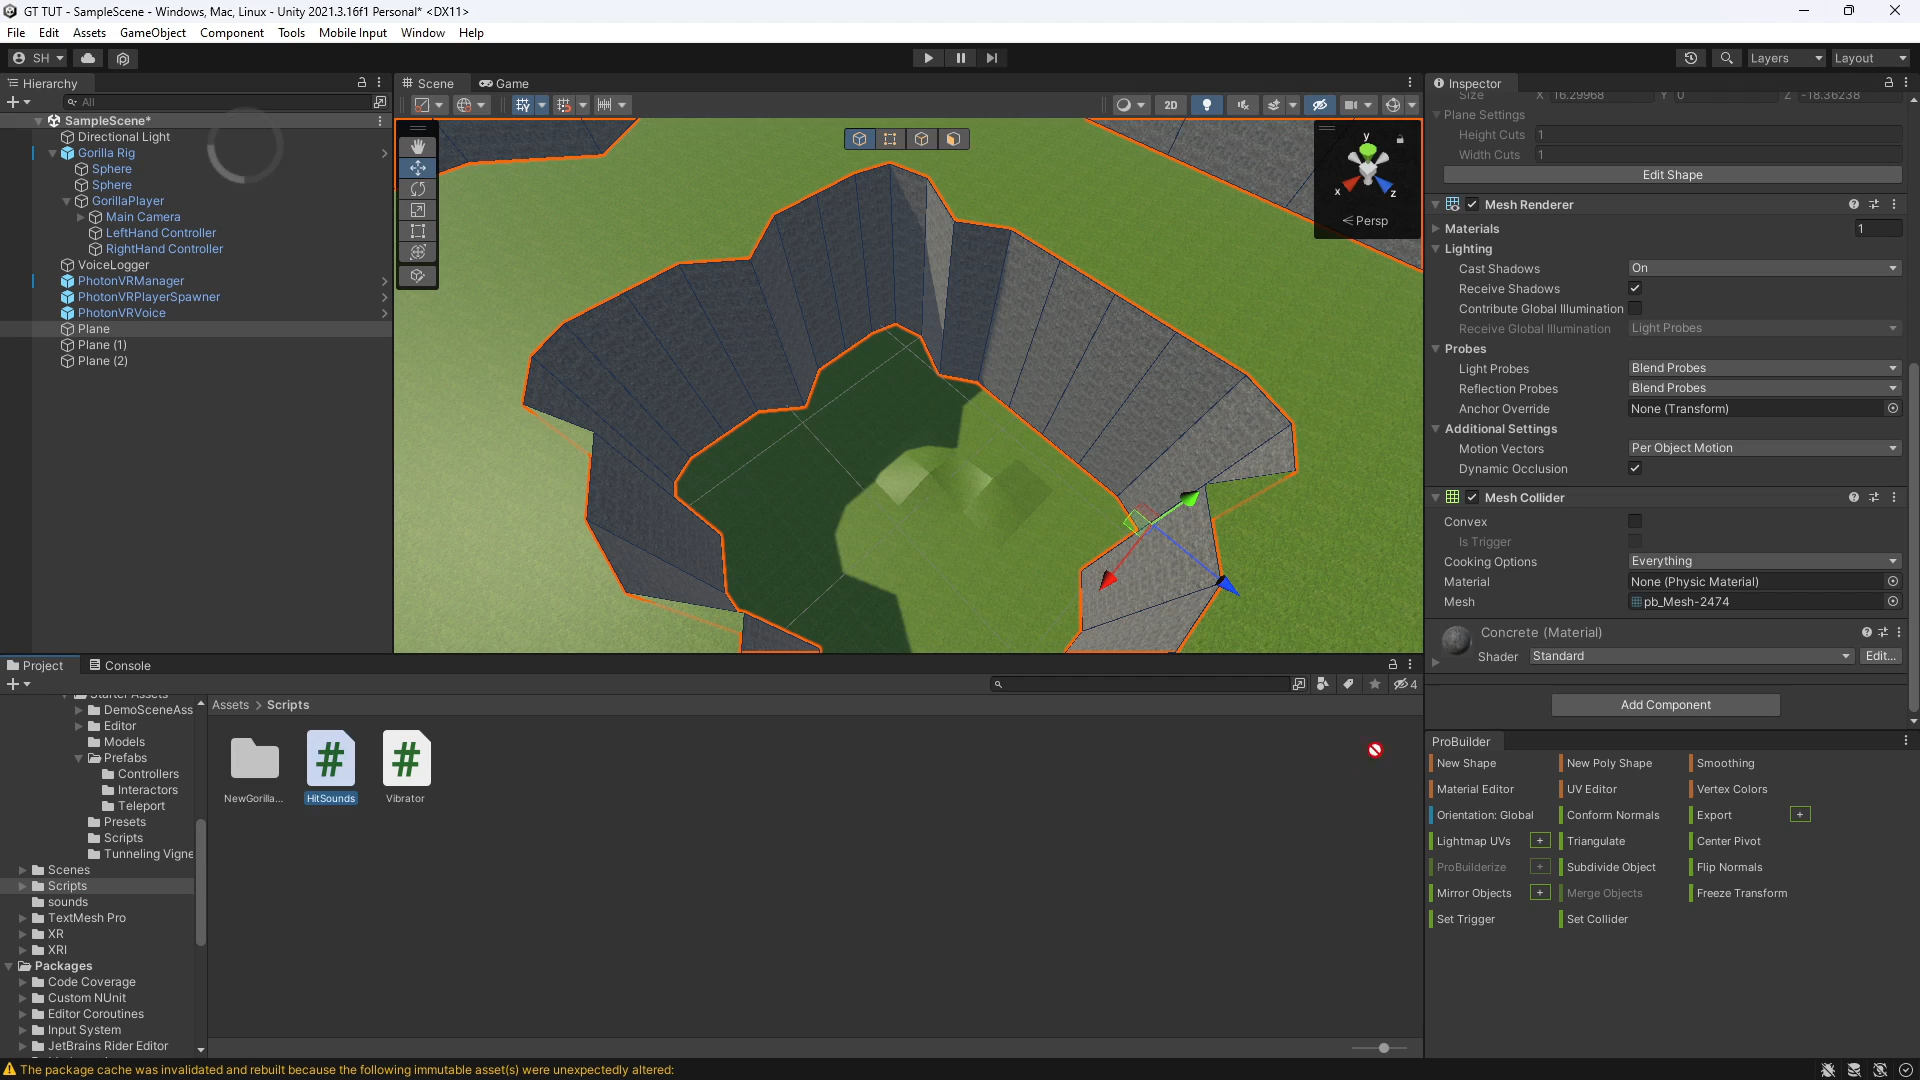 GT TUT - SampleScene - Windows, Mac, Linux - Unity 2021.3.16f1 Personal* <DX11>
File Edit Assets GameObject Component Tools Mobile Input Window Help
SH
Layers
Layout
Hierarchy
All
SampleScene*
Directional Light
Gorilla Rig
Sphere
Sphere
GorillaPlayer
Main Camera
LeftHand Controller
RightHand Controller
VoiceLogger
PhotonVRManager
PhotonVRPlayerSpawner
PhotonVRVoice
Plane
Plane (1)
Plane (2)
Scene Game
2D
y
x
z
Persp
Inspector
Size X 16.29968 Y 0 Z -18.36238
Plane Settings
Height Cuts 1
Width Cuts 1
Edit Shape
Mesh Renderer
Materials 1
Lighting
Cast Shadows On
Receive Shadows
Contribute Global Illumination
Receive Global Illumination Light Probes
Probes
Light Probes Blend Probes
Reflection Probes Blend Probes
Anchor Override None (Transform)
Additional Settings
Motion Vectors Per Object Motion
Dynamic Occlusion
Mesh Collider
Convex
Is Trigger
Cooking Options Everything
Material None (Physic Material)
Mesh pb_Mesh-2474
Concrete (Material)
Shader Standard Edit...
Add Component
Project Console
4
Starter Assets
DemoSceneAss
Editor
Models
Prefabs
Controllers
Interactors
Teleport
Presets
Scripts
Tunneling Vigne
Scenes
Scripts
sounds
TextMesh Pro
XR
XRI
Packages
Code Coverage
Custom NUnit
Editor Coroutines
Input System
JetBrains Rider Editor
Assets > Scripts
# #
NewGorilla... HitSounds Vibrator
ProBuilder
New Shape New Poly Shape Smoothing
Material Editor UV Editor Vertex Colors
Orientation: Global Conform Normals Export +
Lightmap UVs + Triangulate Center Pivot
ProBuilderize + Subdivide Object Flip Normals
Mirror Objects + Merge Objects Freeze Transform
Set Trigger Set Collider
The package cache was invalidated and rebuilt because the following immutable asset(s) were unexpectedly altered: